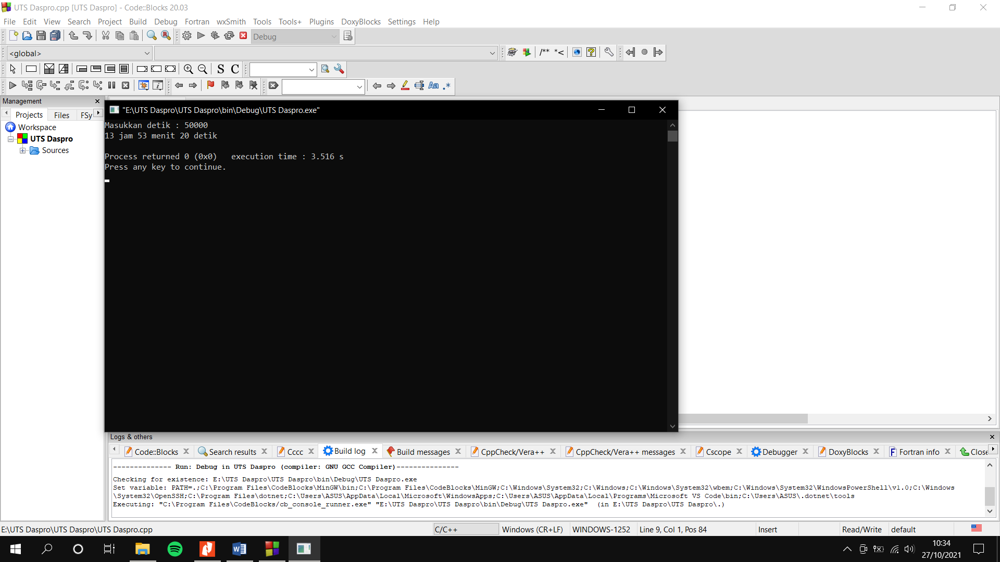 UTS Daspro.cpp [UTS Daspro] - Code::Blocks 20.03
File Edit View Search Project Build Debug Fortran wxSmith Tools Tools+ Plugins DoxyBlocks Settings Help
Debug
<global>
/** *<
S C
Aa .*
Management
Projects Files FSy
Workspace
UTS Daspro
Sources
"E:\UTS Daspro\UTS Daspro\bin\Debug\UTS Daspro.exe"
Masukkan detik : 50000
13 jam 53 menit 20 detik
Process returned 0 (0x0)   execution time : 3.516 s
Press any key to continue.
Logs & others
Code::Blocks Search results Cccc Build log Build messages CppCheck/Vera++ CppCheck/Vera++ messages Cscope Debugger DoxyBlocks Fortran info Close
-------------- Run: Debug in UTS Daspro (compiler: GNU GCC Compiler)---------------
Checking for existence: E:\UTS Daspro\UTS Daspro\bin\Debug\UTS Daspro.exe
Set variable: PATH=.;C:\Program Files\CodeBlocks\MinGW\bin;C:\Program Files\CodeBlocks\MinGW;C:\Windows\System32;C:\Windows;C:\Windows\System32\wbem;C:\Windows\System32\WindowsPowerShell\v1.0;C:\Windows
\System32\OpenSSH;C:\Program Files\dotnet;C:\Users\ASUS\AppData\Local\Microsoft\WindowsApps;C:\Users\ASUS\AppData\Local\Programs\Microsoft VS Code\bin;C:\Users\ASUS\.dotnet\tools
Executing: "C:\Program Files\CodeBlocks/cb_console_runner.exe" "E:\UTS Daspro\UTS Daspro\bin\Debug\UTS Daspro.exe"  (in E:\UTS Daspro\UTS Daspro\.)
E:\UTS Daspro\UTS Daspro\UTS Daspro.cpp C/C++ Windows (CR+LF) WINDOWS-1252 Line 9, Col 1, Pos 84 Insert Read/Write default
10:34
27/10/2021